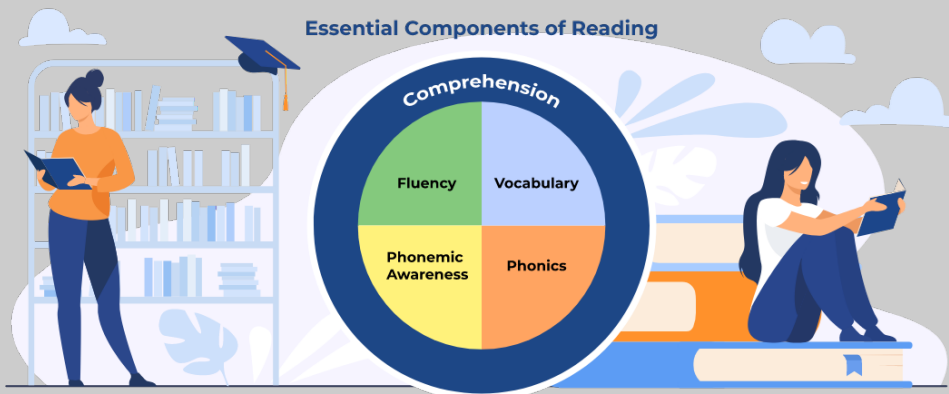 Essential Components of Reading
Comprehension
Fluency
Vocabulary
Phonemic
Awareness
Phonics